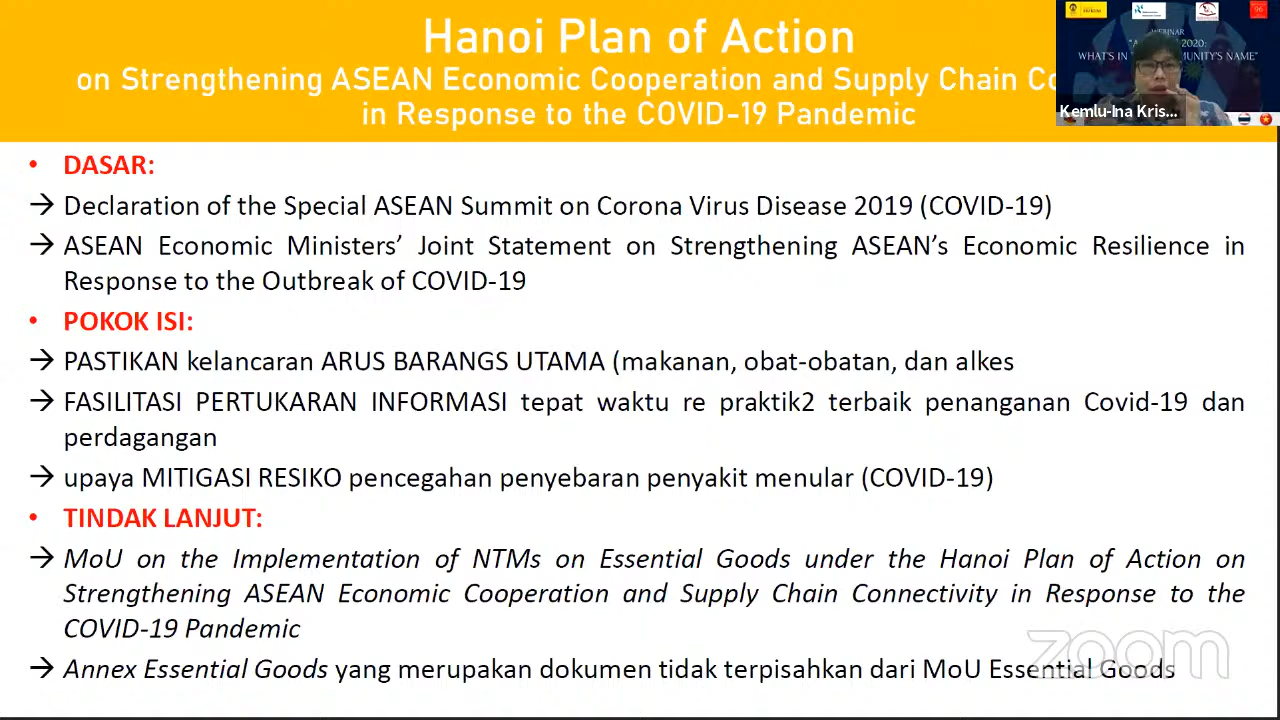 Hanoi Plan of Action
on Strengthening ASEAN Economic Cooperation and Supply Chain
in Response to the COVID-19 Pandemic
WEBINAR
2020:
WHAT'S IN
NAME"
Kemlu-Ina Kris...
• DASAR:
→ Declaration of the Special ASEAN Summit on Corona Virus Disease 2019 (COVID-19)
→ ASEAN Economic Ministers’ Joint Statement on Strengthening ASEAN’s Economic Resilience in
Response to the Outbreak of COVID-19
• POKOK ISI:
→ PASTIKAN kelancaran ARUS BARANGS UTAMA (makanan, obat-obatan, dan alkes
→ FASILITASI PERTUKARAN INFORMASI tepat waktu re praktik2 terbaik penanganan Covid-19 dan
perdagangan
→ upaya MITIGASI RESIKO pencegahan penyebaran penyakit menular (COVID-19)
• TINDAK LANJUT:
→ MoU on the Implementation of NTMs on Essential Goods under the Hanoi Plan of Action on
Strengthening ASEAN Economic Cooperation and Supply Chain Connectivity in Response to the
COVID-19 Pandemic
→ Annex Essential Goods yang merupakan dokumen tidak terpisahkan dari MoU Essential Goods
zoom